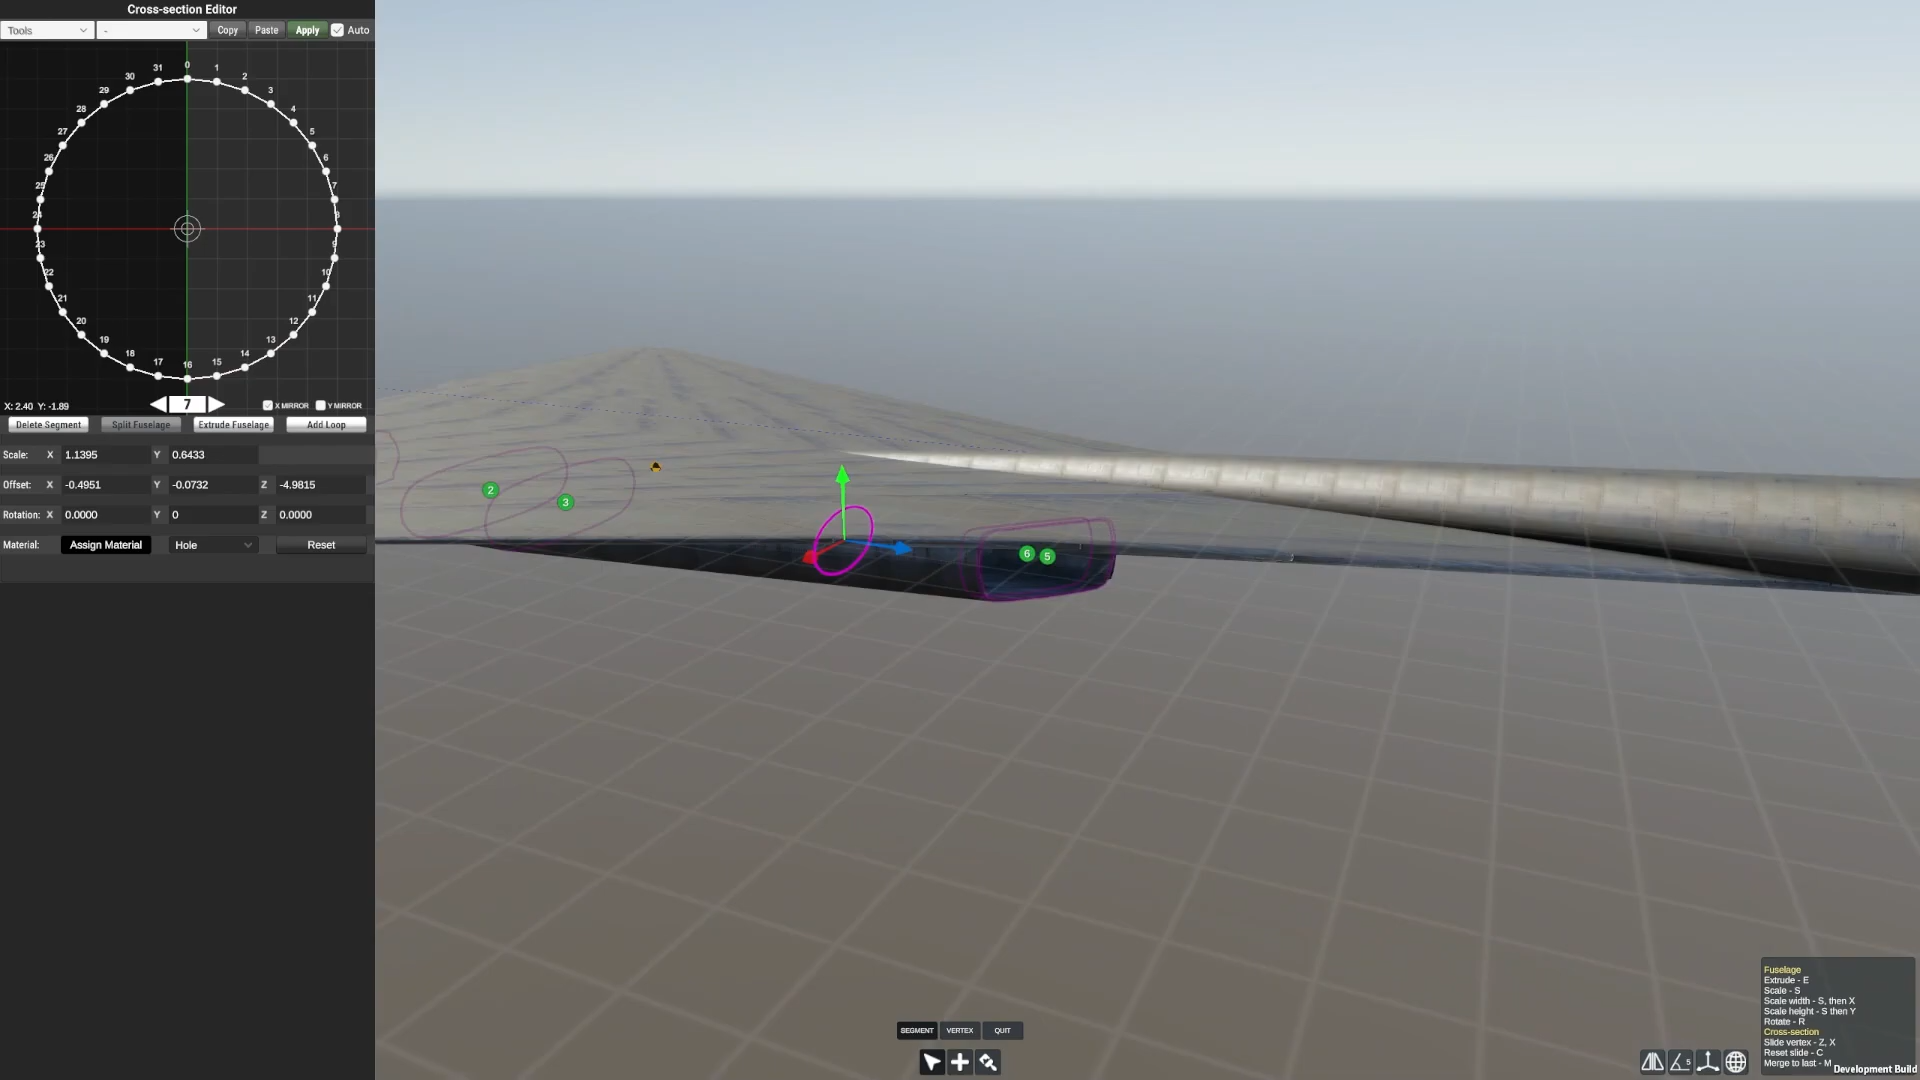 Cross-section Editor
Tools - Copy Paste Apply Auto
0
31 1
30 2
29 3
28 4
27 5
26 6
25 7
24 8
23 9
22 10
21 11
20 12
19 13
18 14
17 16 15
X: 2.40 Y: -1.89 7 X MIRROR Y MIRROR
Delete Segment Split Fuselage Extrude Fuselage Add Loop
Scale: X 1.1395 Y 0.6433
Offset: X -0.4951 Y -0.0732 Z -4.9815
Rotation: X 0.0000 Y 0 Z 0.0000
Material: Assign Material Hole Reset
2
3
6 5
SEGMENT VERTEX QUIT
5
Fuselage
Extrude - E
Scale - S
Scale width - S, then X
Scale height - S then Y
Rotate - R
Cross-section
Slide vertex - Z, X
Reset slide - C
Merge to last - M
Development Build